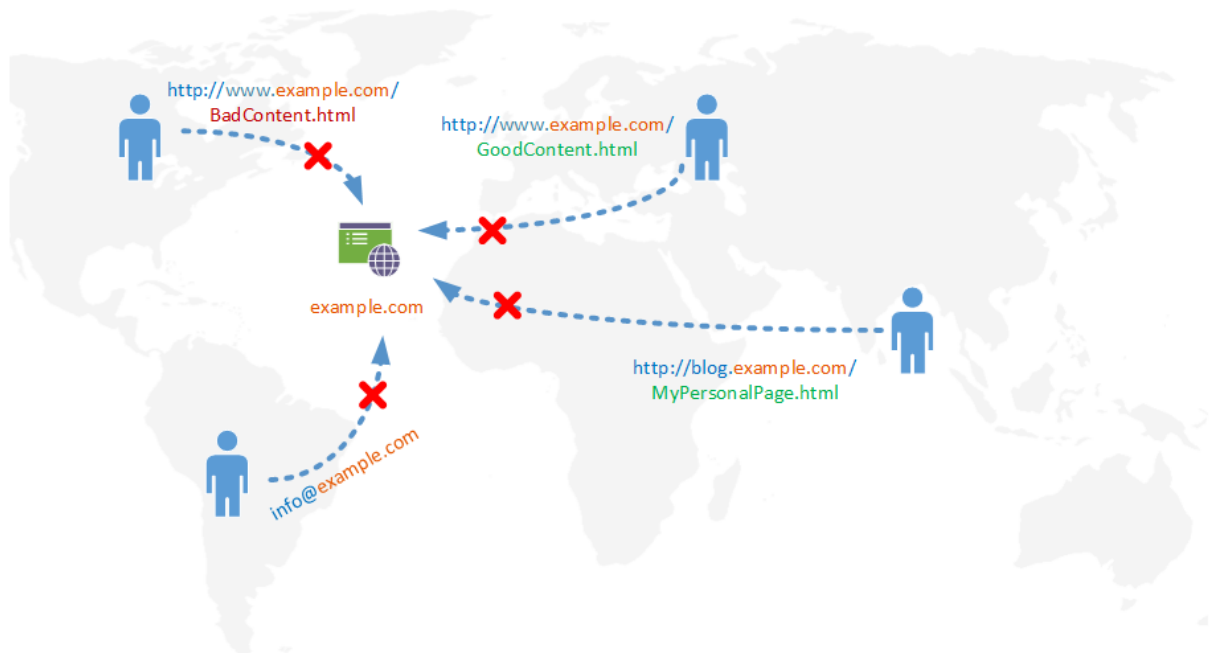 http://www.example.com/
BadContent.html
http://www.example.com/
GoodContent.html
example.com
http://blog.example.com/
MyPersonalPage.html
info@example.com